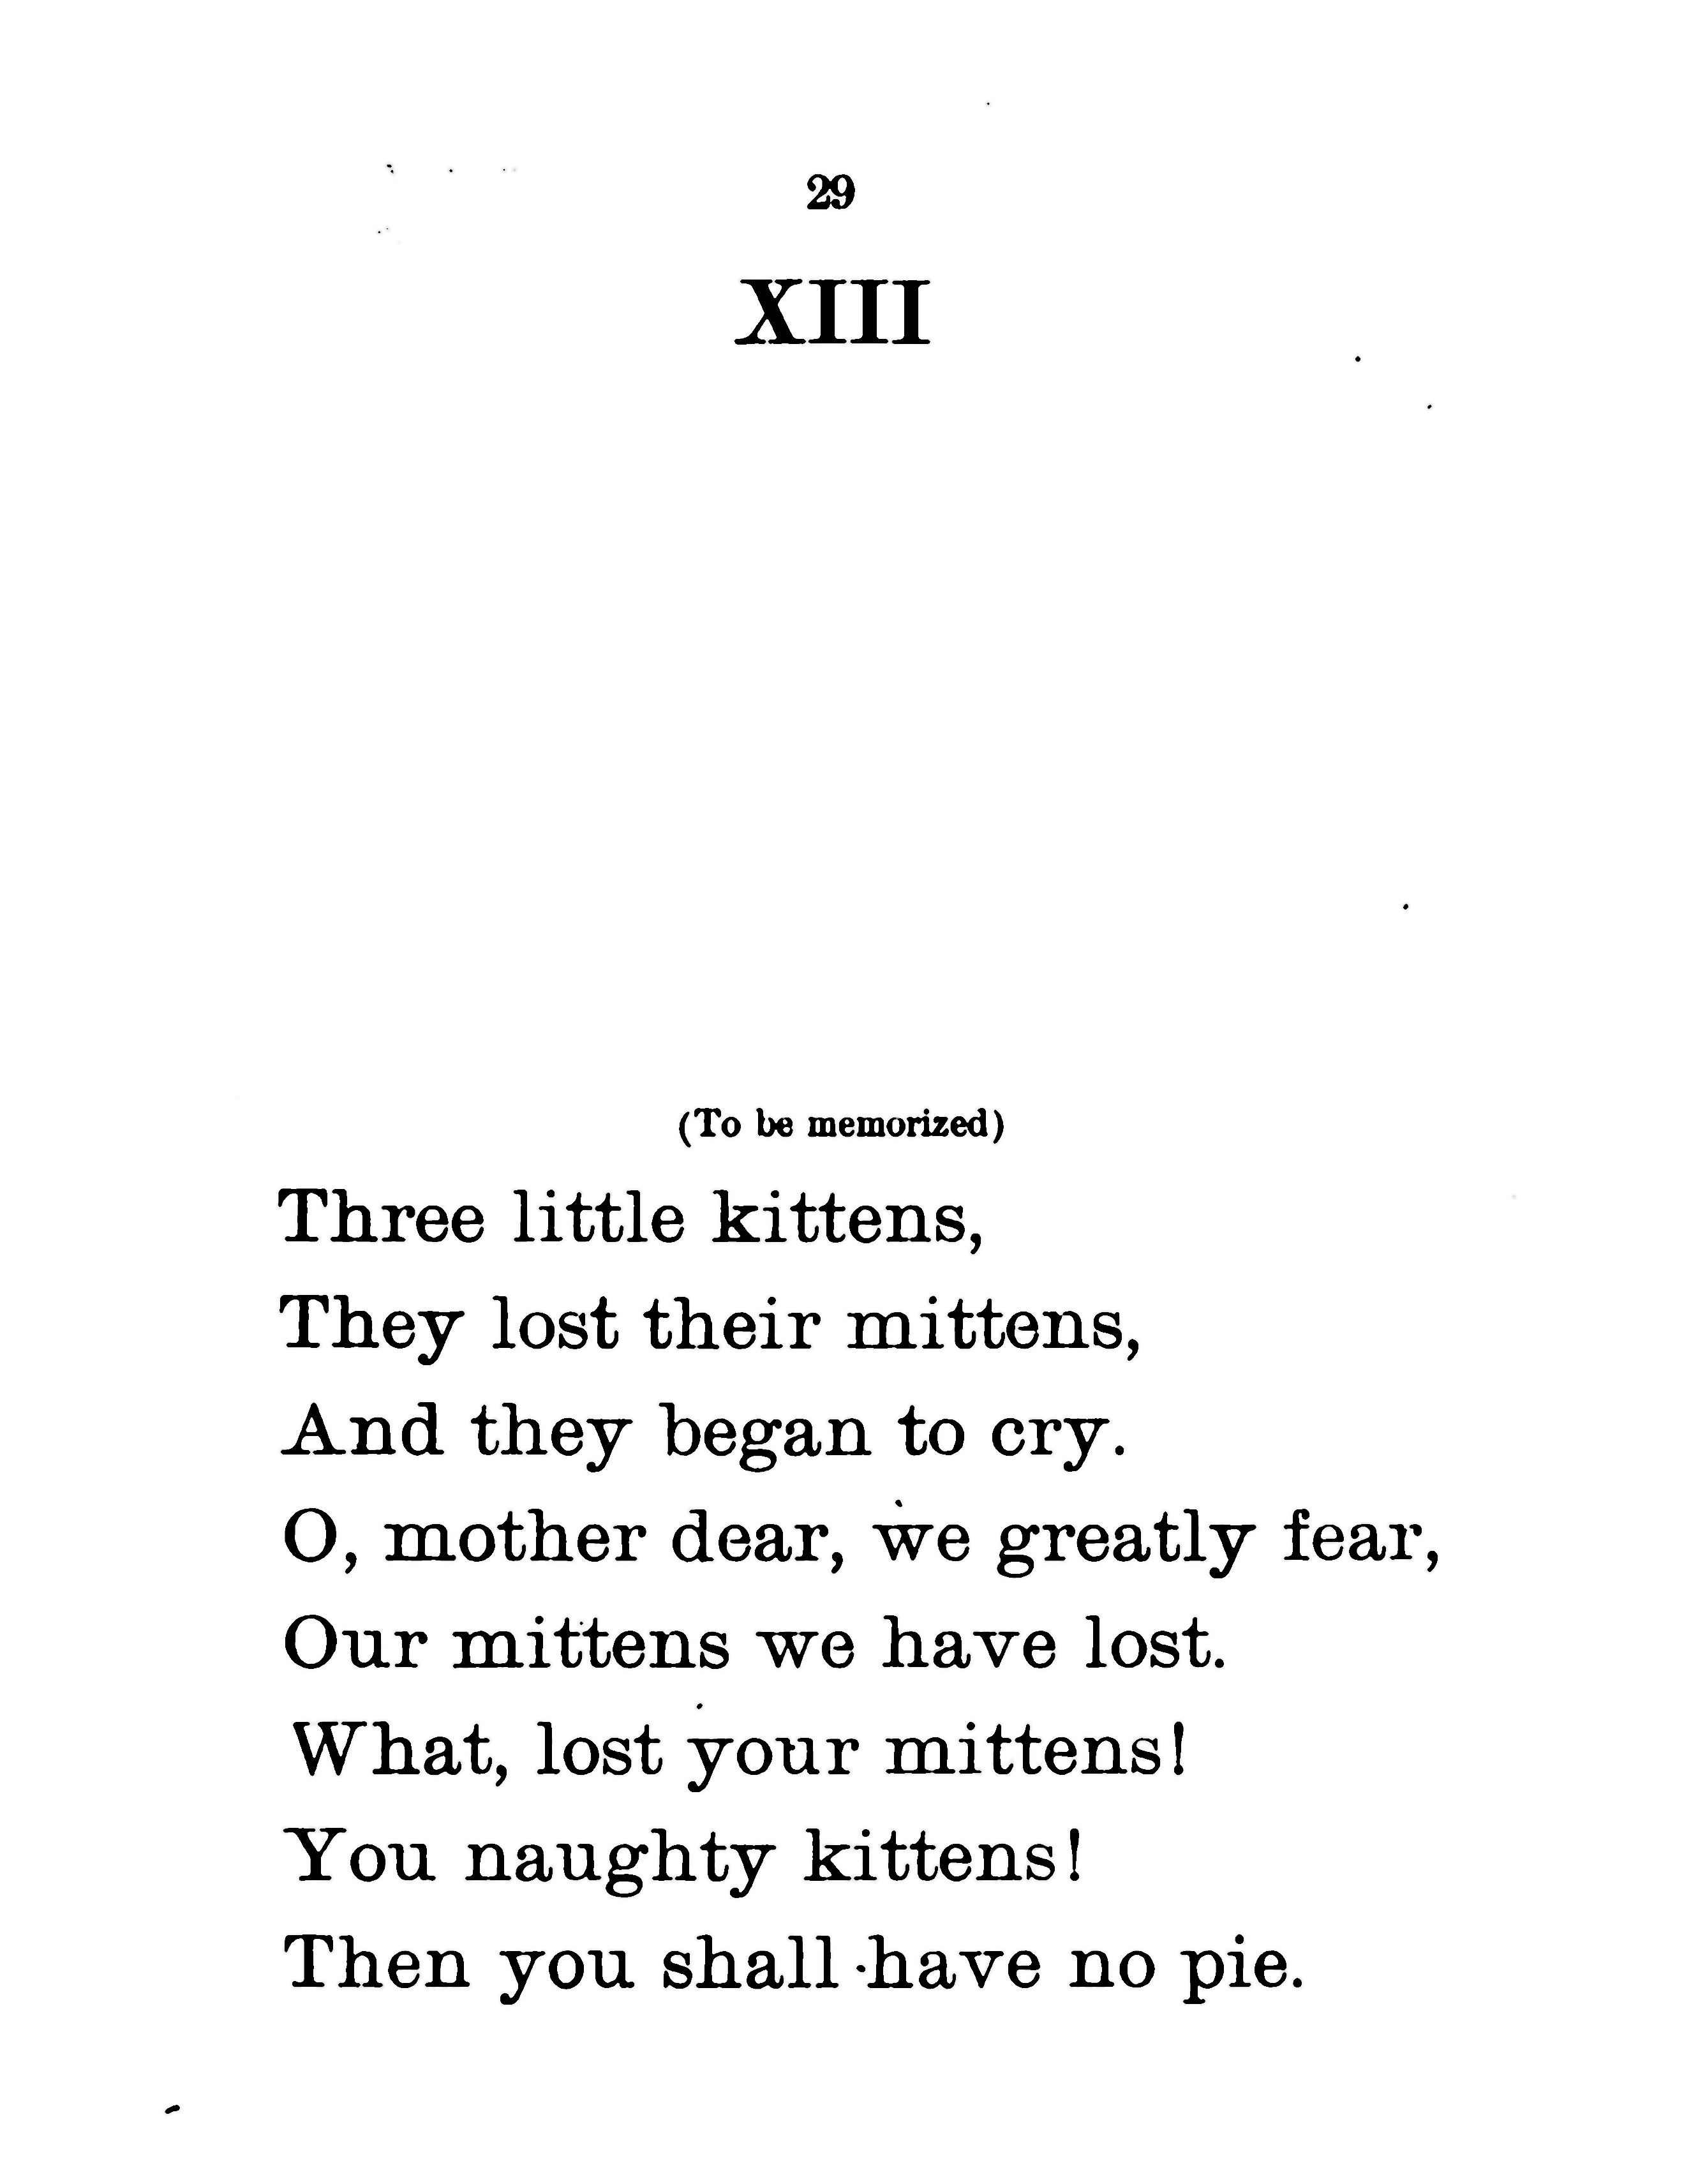 29
XIII
(To be memorized)
Three little kittens,
They lost their mittens,
And they began to cry.
O, mother dear, we greatly fear,
Our mittens we have lost.
What, lost your mittens!
You naughty kittens!
Then you shall have no pie.